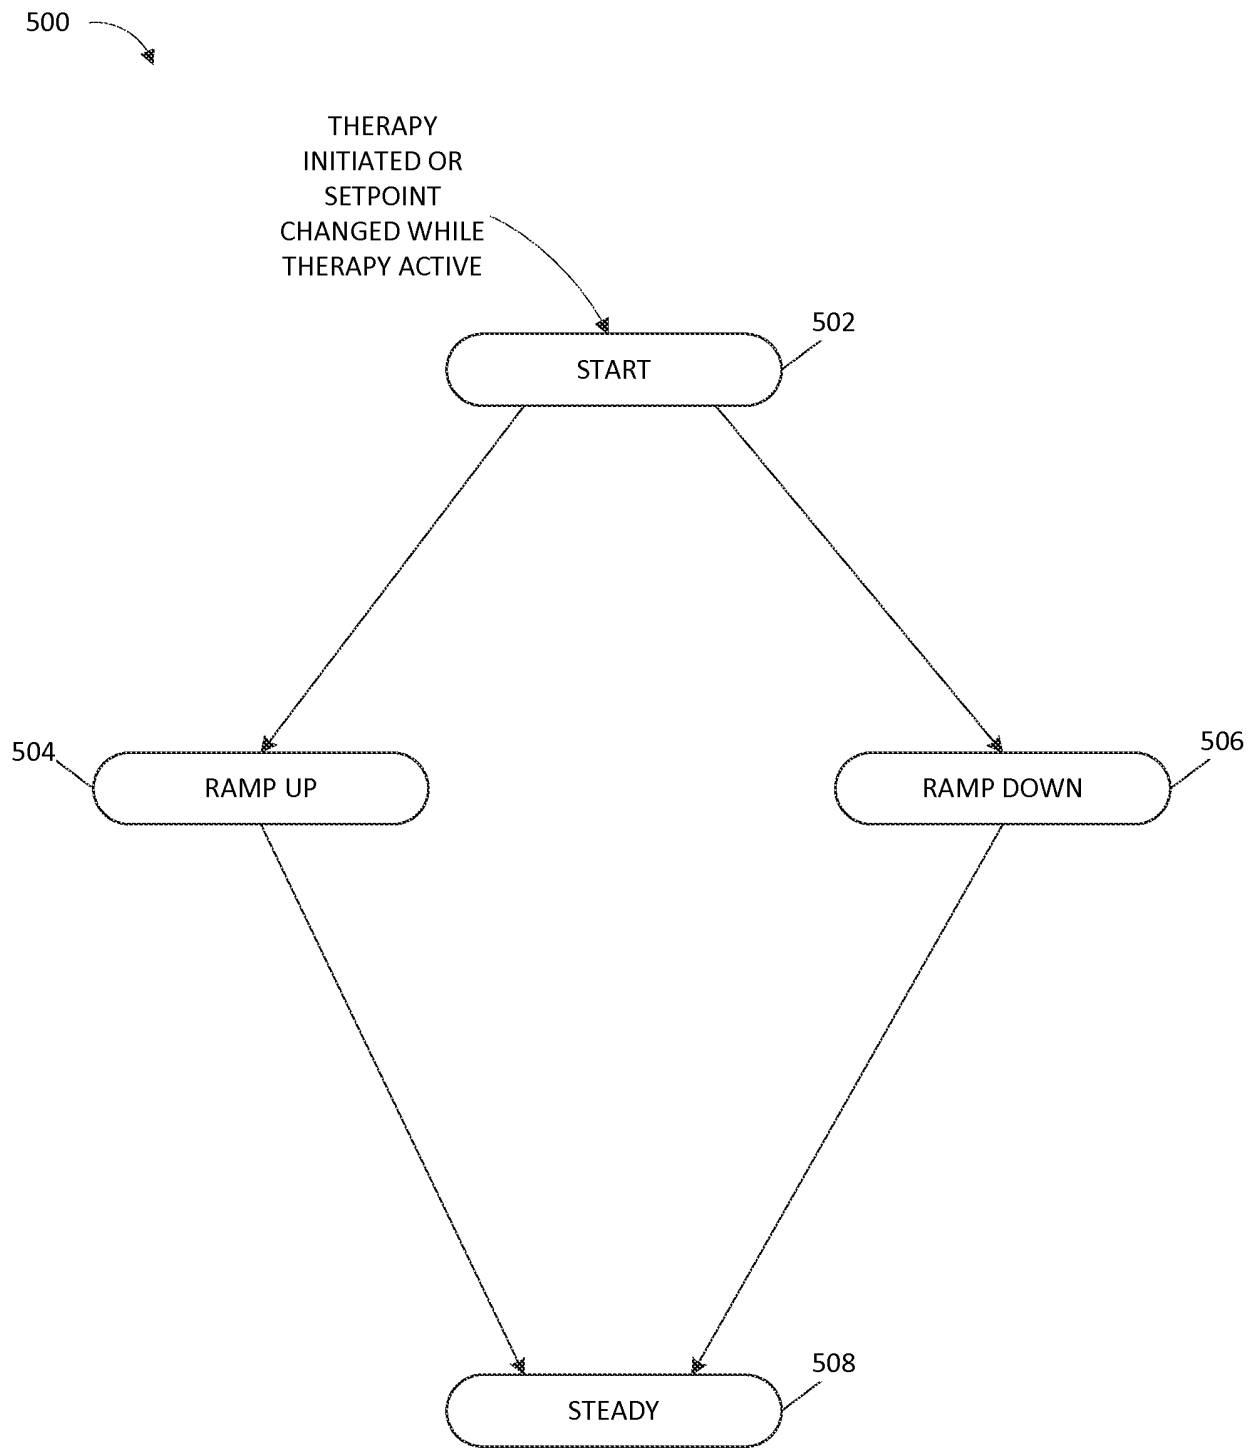 500
THERAPY
INITIATED OR
SETPOINT
CHANGED WHILE
THERAPY ACTIVE
502
START
504
RAMP UP
506
RAMP DOWN
508
STEADY